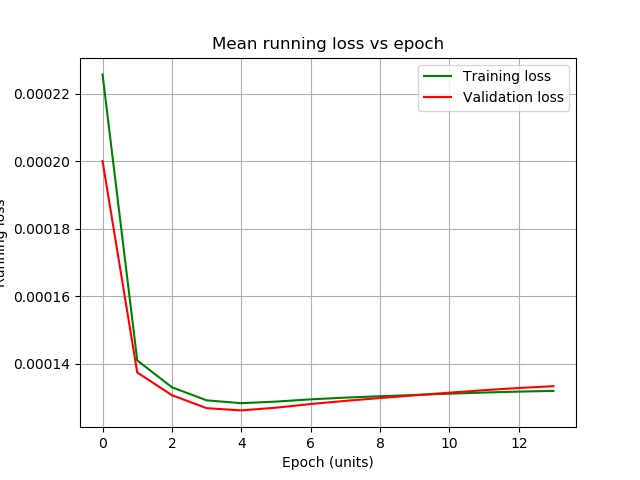 Mean running loss vs epoch
Training loss
Validation loss
0.00022
0.00020
0.00018
0.00016
0.00014
Running loss
0 2 4 6 8 10 12
Epoch (units)